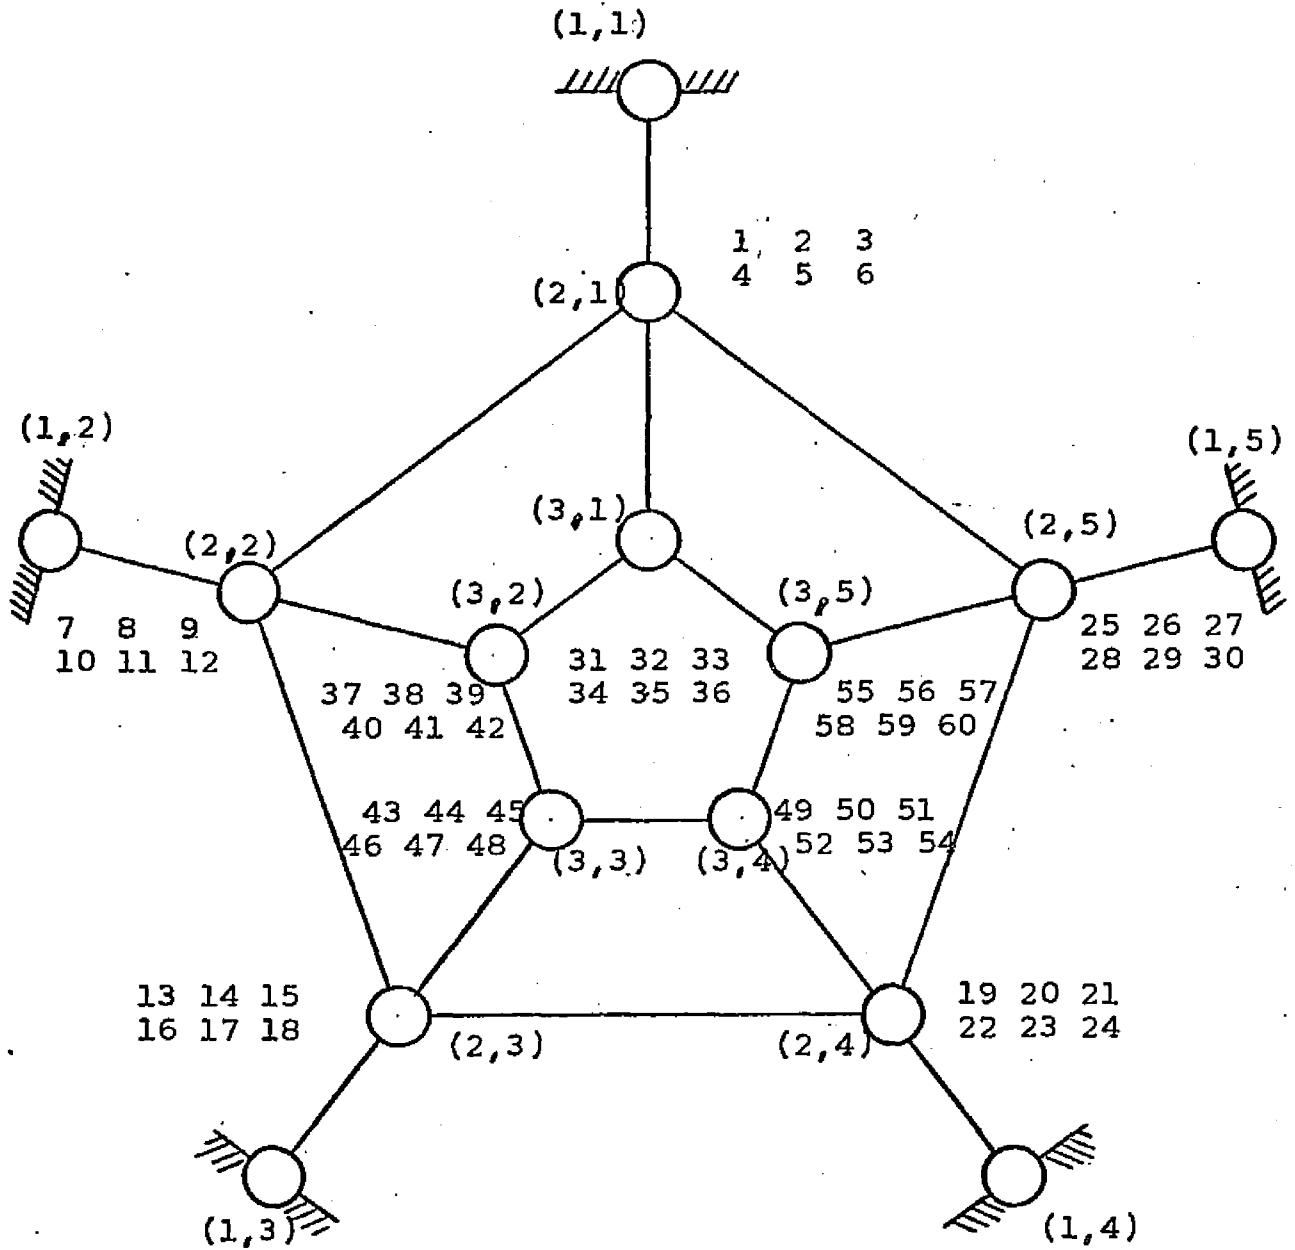 (1,1)
1, 2 3
4 5 6
(2,1)
(1,2)
(1,5)
(3,1)
(2,5)
(2,2)
(3,2)
(3,5)
7 8 9
10 11 12
25 26 27
28 29 30
31 32 33
34 35 36
37 38 39
40 41 42
55 56 57
58 59 60
43 44 45
46 47 48
49 50 51
52 53 54
(3,3)
(3,4)
13 14 15
16 17 18
19 20 21
22 23 24
(2,3)
(2,4)
(1,3)
(1,4)